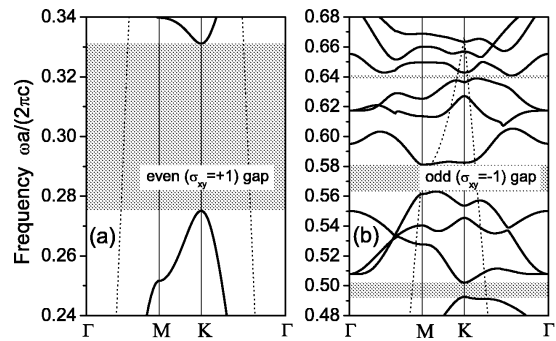 Frequency ωa/(2πc)
0.34
0.32
0.30
0.28
0.26
0.24
(a)
even (σxy=+1) gap
Γ M K Γ
0.68
0.66
0.64
0.62
0.60
0.58
0.56
0.54
0.52
0.50
0.48
(b)
odd (σxy=-1) gap
Γ M K Γ